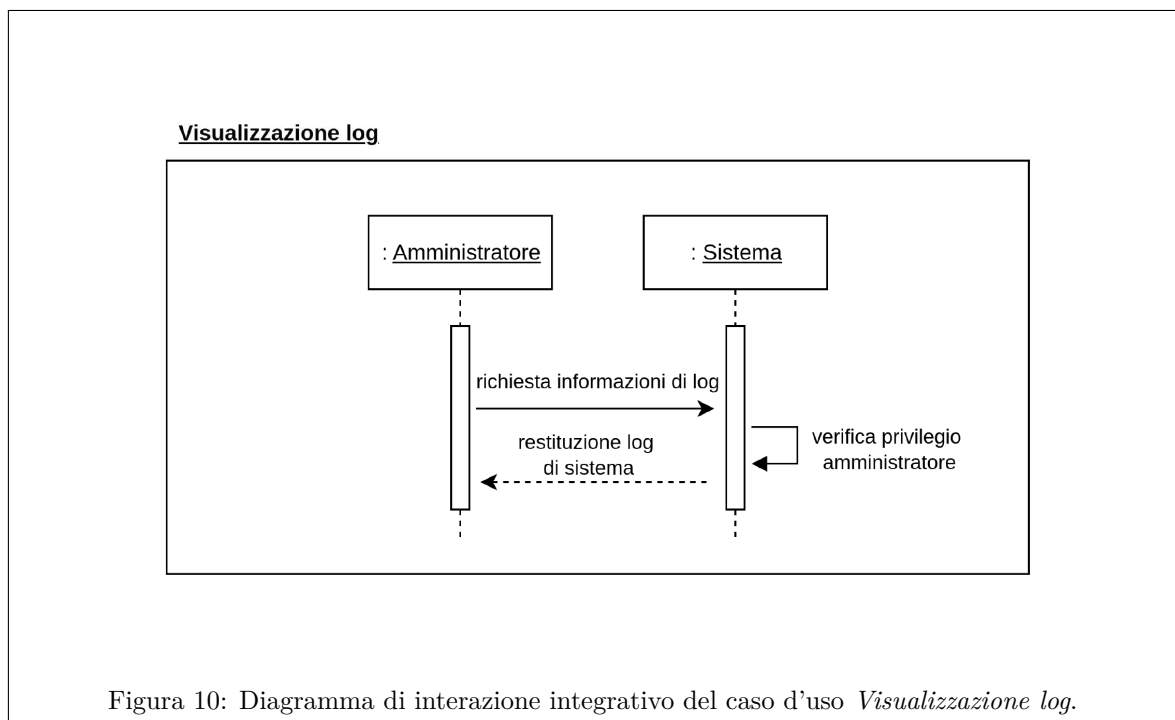 Visualizzazione log
: Amministratore
: Sistema
richiesta informazioni di log
restituzione log
di sistema
verifica privilegio
amministratore
Figura 10: Diagramma di interazione integrativo del caso d'uso Visualizzazione log.